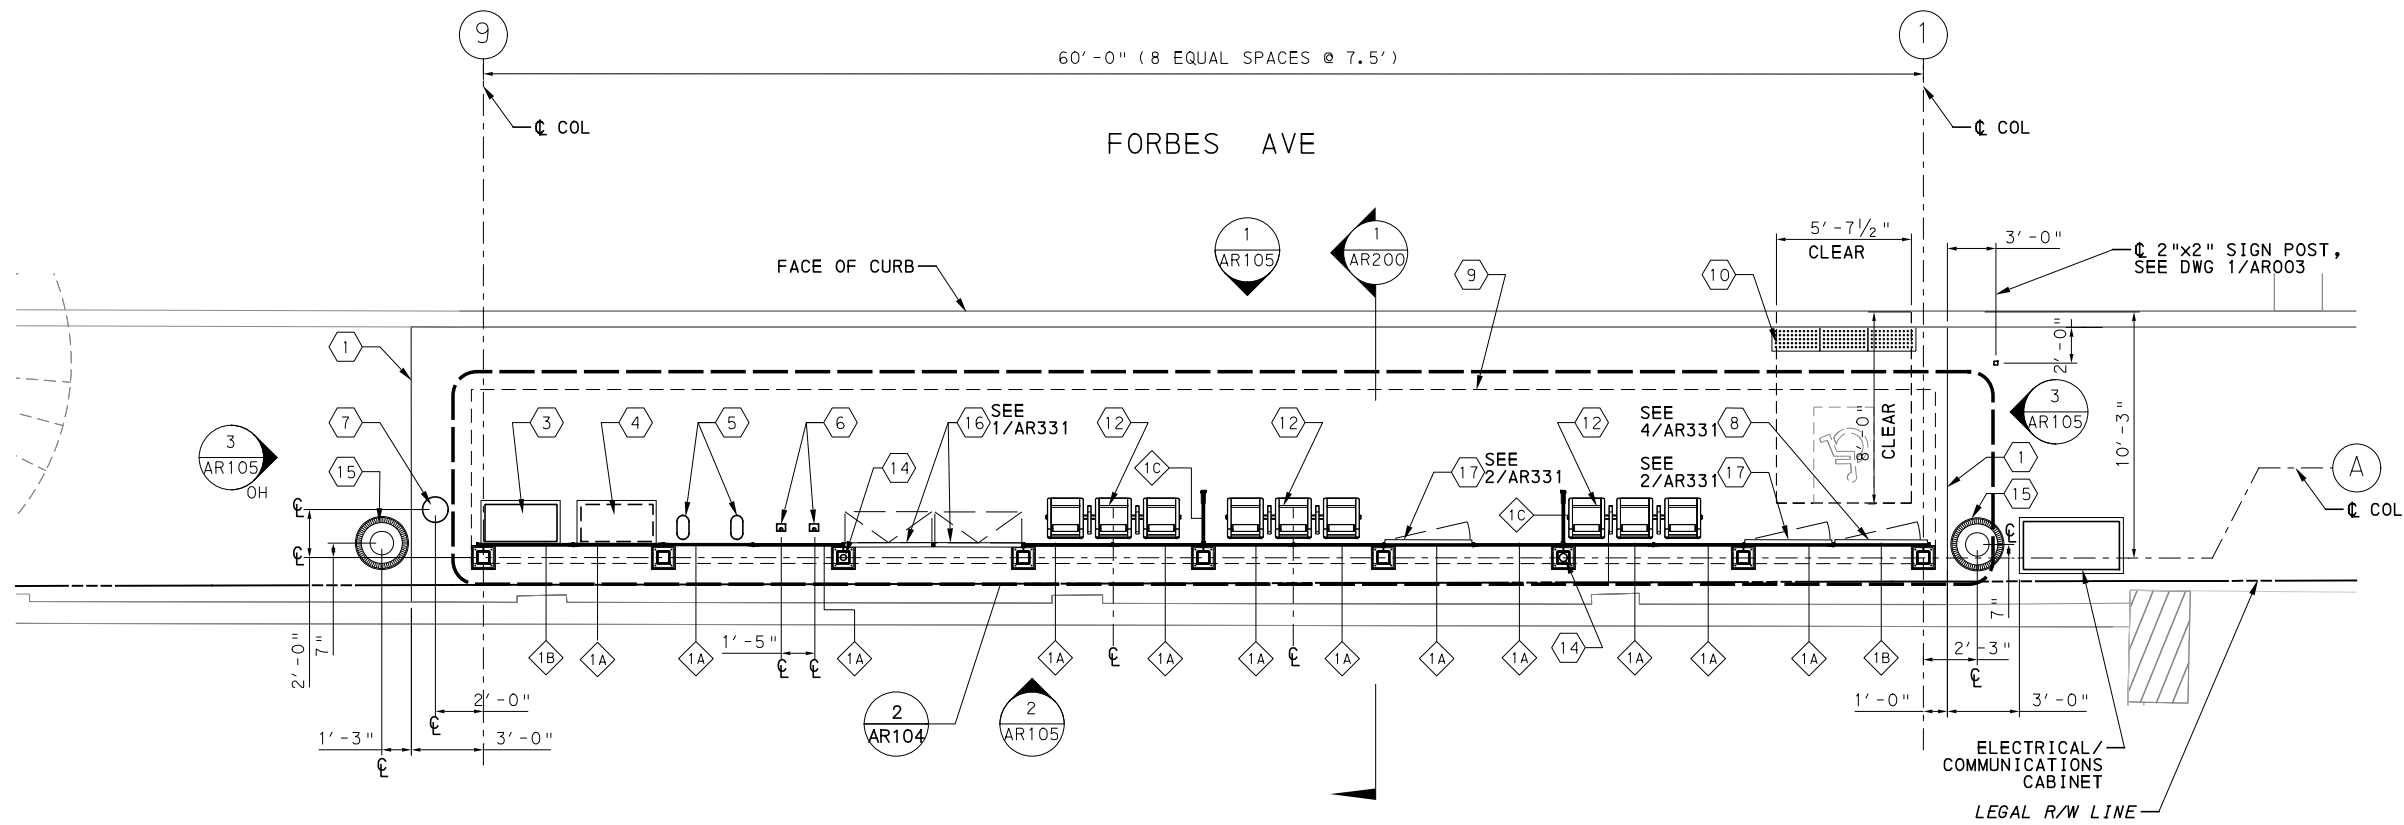 9
1
60'-0" (8 EQUAL SPACES @ 7.5')
℄ COL
℄ COL
FORBES AVE
FACE OF CURB
1
AR105
1
AR200
9
10
5'-7½"
CLEAR
3'-0"
℄ 2"x2" SIGN POST,
SEE DWG 1/AR003
1
2'-0"
10'-3"
3
AR105
OH
7
15
3
4
5
6
16
SEE
1/AR331
14
12
1C
12
17
SEE
2/AR331
12
1C
SEE
4/AR331
8
SEE
2/AR331
17
8'-0"
CLEAR
3
AR105
1
15
A
℄ COL
℄
℄
℄
2'-0"
7"
7"
1B
1A
1A
1'-5"
℄
℄
1A
1A
℄
1A
1A
℄
1A
1A
1A
14
1A
1A
1A
1B
2'-3"
℄
2'-0"
℄
1'-3"
℄
3'-0"
2
AR104
2
AR105
1'-0"
3'-0"
ELECTRICAL/
COMMUNICATIONS
CABINET
LEGAL R/W LINE